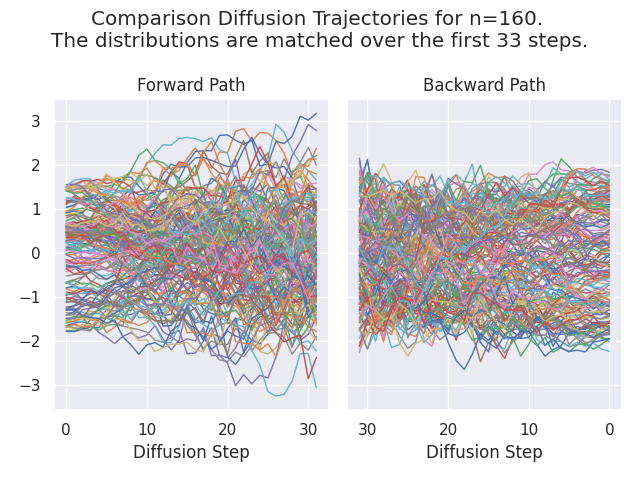 Comparison Diffusion Trajectories for n=160.
The distributions are matched over the first 33 steps.
Forward Path
Backward Path
3
2
1
0
−1
−2
−3
0 10 20 30
30 20 10 0
Diffusion Step
Diffusion Step